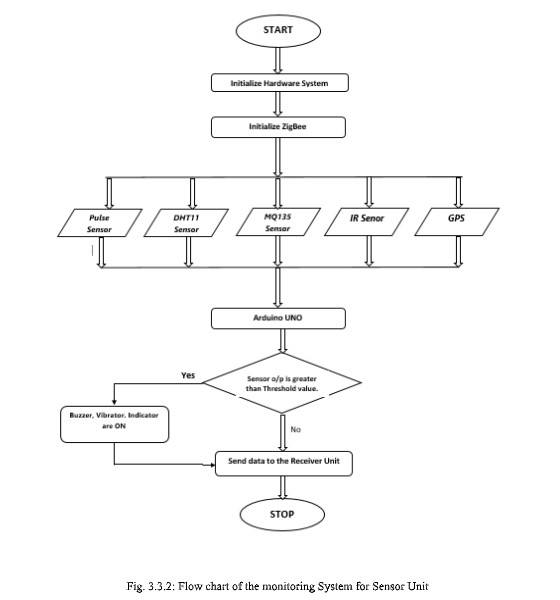 START
Initialize Hardware System
Initialize ZigBee
Pulse
Sensor
DHT11
Sensor
MQ135
Sensor
IR Senor
GPS
Arduino UNO
Sensor o/p is greater
than Threshold value.
Yes
Buzzer, Vibrator. Indicator
are ON
No
Send data to the Receiver Unit
STOP
Fig. 3.3.2: Flow chart of the monitoring System for Sensor Unit